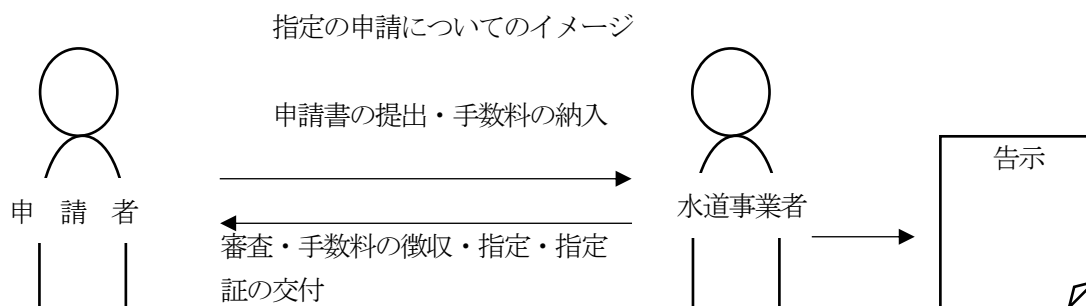 指定の申請についてのイメージ
申請書の提出・手数料の納入
告示
申 請 者
水道事業者
審査・手数料の徴収・指定・指定
証の交付